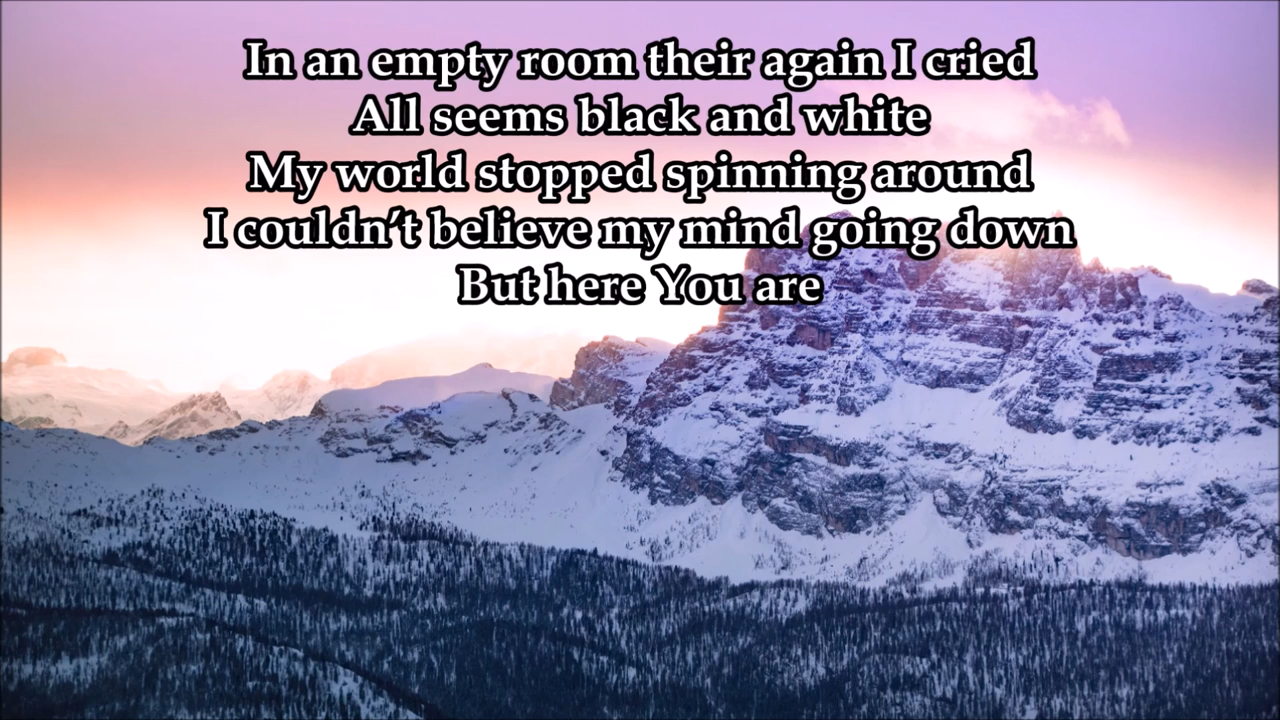 In an empty room their again I cried
All seems black and white
My world stopped spinning around
I couldn’t believe my mind going down
But here You are